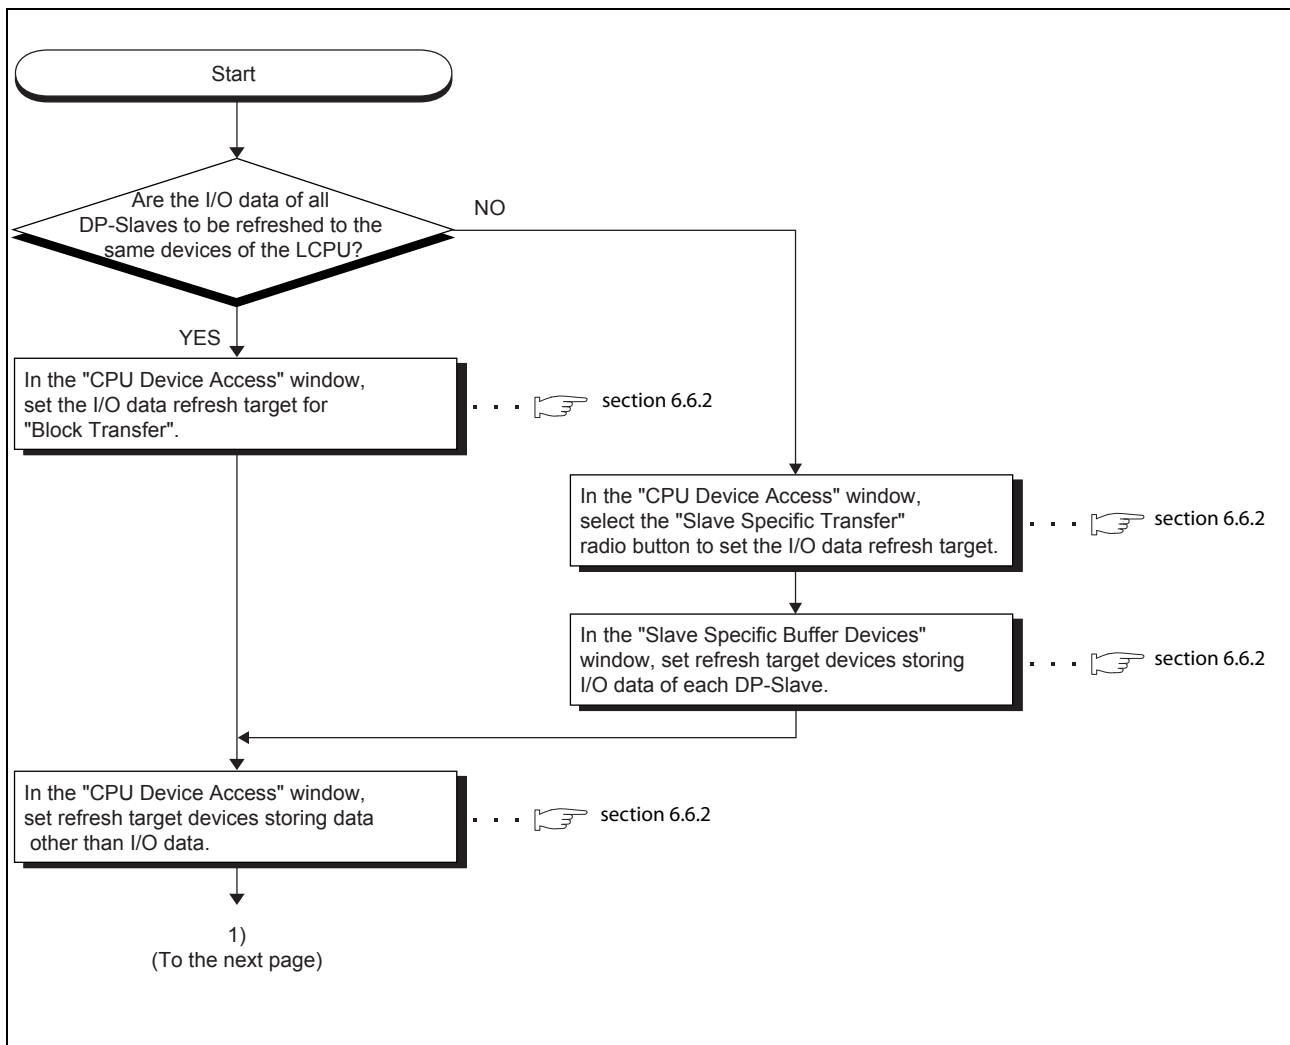 Start
Are the I/O data of all
DP-Slaves to be refreshed to the
same devices of the LCPU?
NO
YES
In the "CPU Device Access" window,
set the I/O data refresh target for
"Block Transfer".
section 6.6.2
In the "CPU Device Access" window,
select the "Slave Specific Transfer"
radio button to set the I/O data refresh target.
section 6.6.2
In the "Slave Specific Buffer Devices"
window, set refresh target devices storing
I/O data of each DP-Slave.
section 6.6.2
In the "CPU Device Access" window,
set refresh target devices storing data
other than I/O data.
section 6.6.2
1)
(To the next page)